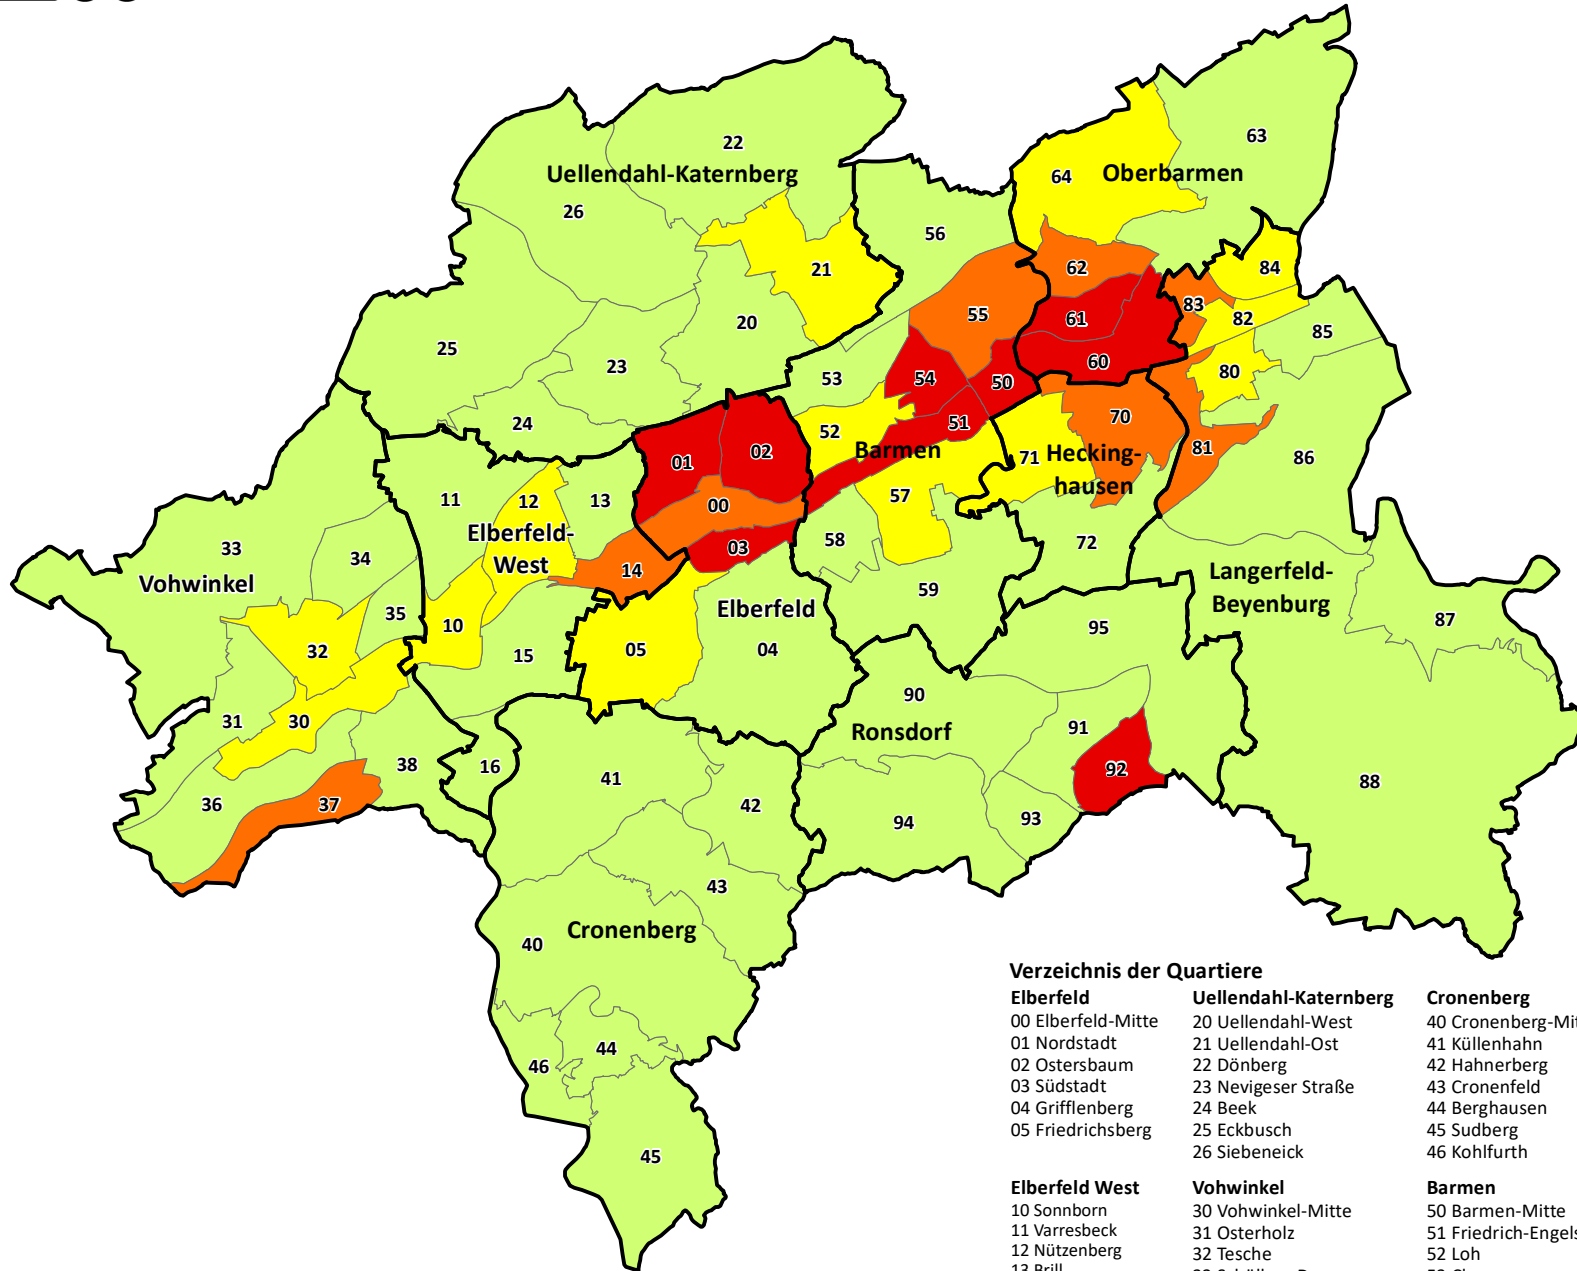 22
63
Uellendahl-Katernberg
64
Oberbarmen
26
56
21
62
84
83
55
61
82
20
85
25
60
23
53
54
50
80
24
52
51
70
02
Barmen
71
Hecking-
hausen
81
86
01
11
12
13
00
57
Elberfeld-
West
03
58
72
33
34
14
Vohwinkel
59
Langerfeld-
Beyenburg
Elberfeld
35
10
87
95
32
15
05
04
90
31
30
Ronsdorf
91
38
16
41
92
88
36
37
42
94
93
43
40
Cronenberg
44
46
45
Verzeichnis der Quartiere
Elberfeld
00 Elberfeld-Mitte
01 Nordstadt
02 Ostersbaum
03 Südstadt
04 Grifflenberg
05 Friedrichsberg
Uellendahl-Katernberg
20 Uellendahl-West
21 Uellendahl-Ost
22 Dönberg
23 Nevigeser Straße
24 Beek
25 Eckbusch
26 Siebeneick
Cronenberg
40 Cronenberg-Mit
41 Küllenhahn
42 Hahnerberg
43 Cronenfeld
44 Berghausen
45 Sudberg
46 Kohlfurth
Elberfeld West
10 Sonnborn
11 Varresbeck
12 Nützenberg
13 Brill
Vohwinkel
30 Vohwinkel-Mitte
31 Osterholz
32 Tesche
Barmen
50 Barmen-Mitte
51 Friedrich-Engels
52 Loh